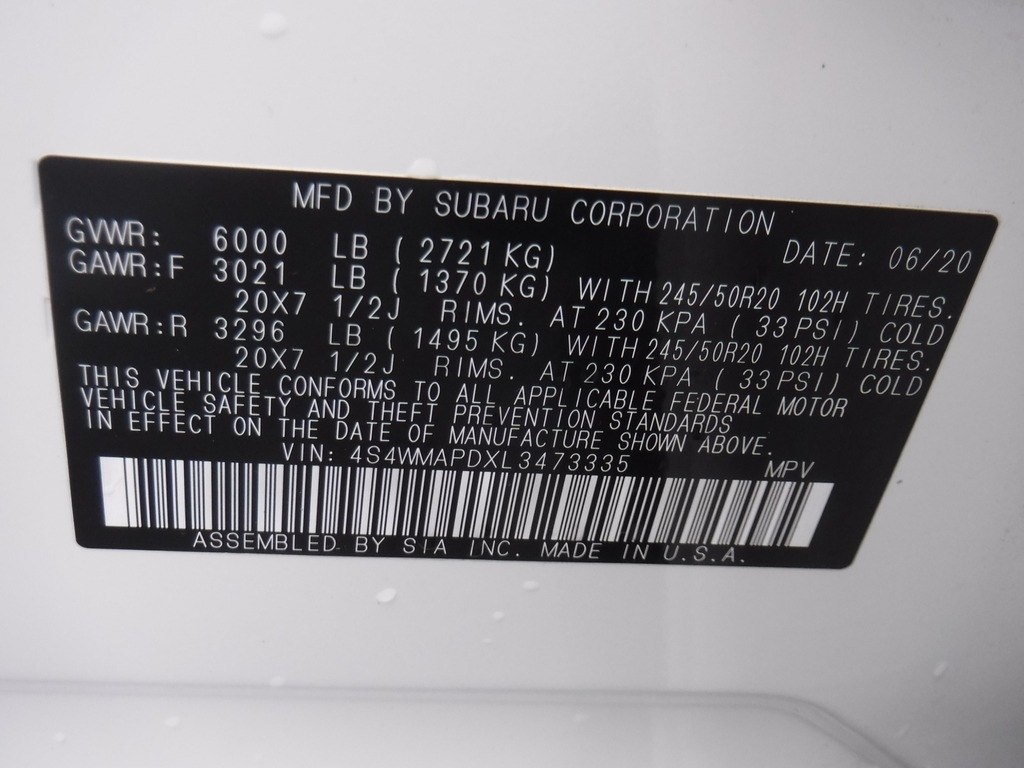 MFD BY SUBARU CORPORATION
GVWR: 6000 LB ( 2721 KG) DATE: 06/20
GAWR:F 3021 LB ( 1370 KG) WITH 245/50R20 102H TIRES.
20X7 1/2J RIMS. AT 230 KPA ( 33 PSI) COLD
GAWR:R 3296 LB ( 1495 KG) WITH 245/50R20 102H TIRES.
20X7 1/2J RIMS. AT 230 KPA ( 33 PSI) COLD
THIS VEHICLE CONFORMS TO ALL APPLICABLE FEDERAL MOTOR
VEHICLE SAFETY AND THEFT PREVENTION STANDARDS
IN EFFECT ON THE DATE OF MANUFACTURE SHOWN ABOVE.
VIN: 4S4WMAPDXL3473335 MPV
ASSEMBLED BY SIA INC. MADE IN U.S.A.